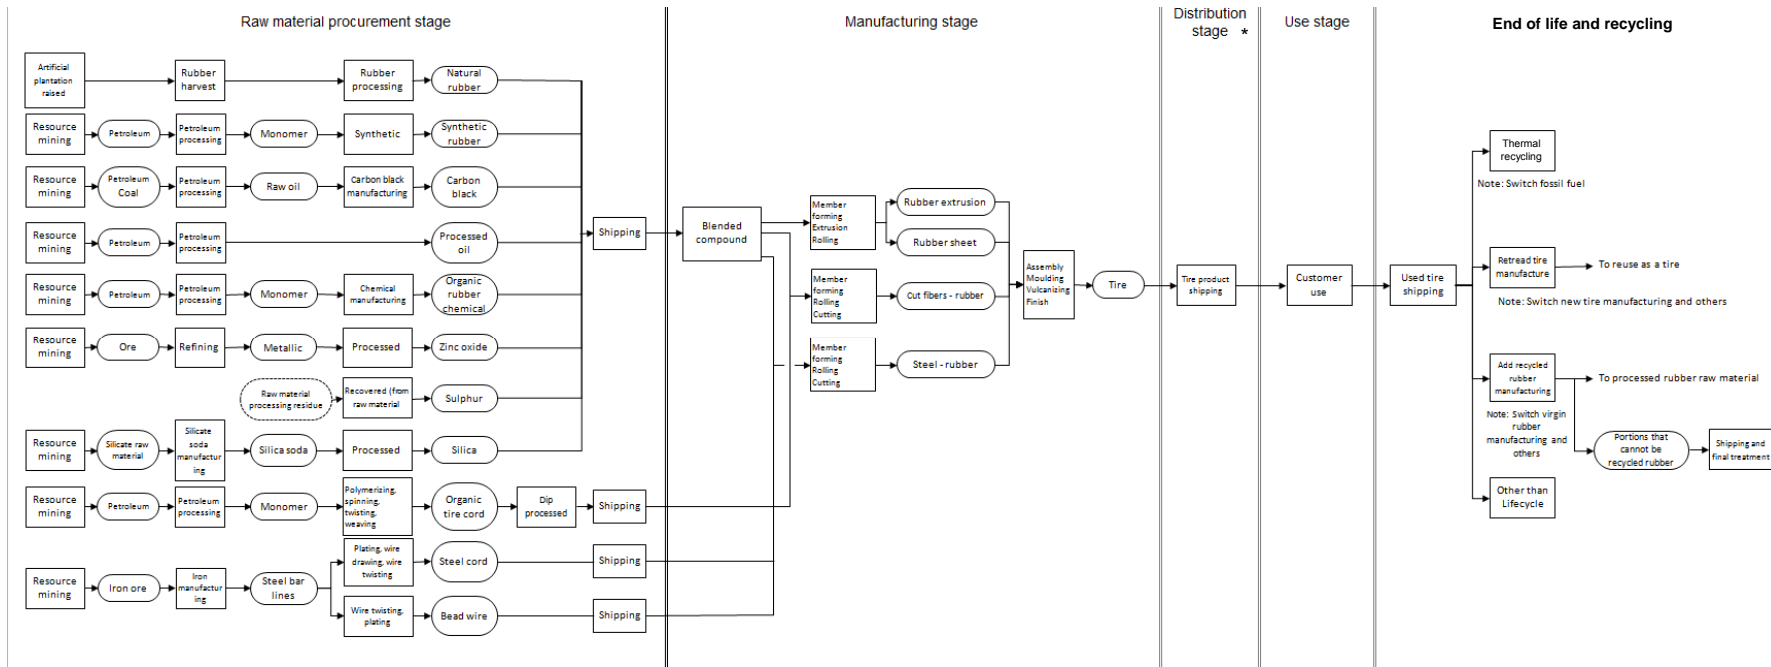 Raw material procurement stage
Manufacturing stage
Distribution
stage *
Use stage
End of life and recycling
Artificial
plantation
raised
Rubber
harvest
Rubber
processing
Natural
rubber
Resource
mining
Petroleum
Petroleum
processing
Monomer
Synthetic
Synthetic
rubber
Resource
mining
Petroleum
Coal
Petroleum
processing
Raw oil
Carbon black
manufacturing
Carbon
black
Resource
mining
Petroleum
Petroleum
processing
Processed
oil
Resource
mining
Petroleum
Petroleum
processing
Monomer
Chemical
manufacturing
Organic
rubber
chemical
Resource
mining
Ore
Refining
Metallic
Processed
Zinc oxide
Raw material
processing residue
Recovered (from
raw material
Sulphur
Resource
mining
Silicate raw
material
Silicate
soda
manufactur
ing
Silica soda
Processed
Silica
Resource
mining
Petroleum
Petroleum
processing
Monomer
Polymerizing,
spinning,
twisting,
weaving
Organic
tire cord
Dip
processed
Shipping
Resource
mining
Iron ore
Iron
manufactur
ing
Steel bar
lines
Plating, wire
drawing, wire
twisting
Steel cord
Shipping
Wire twisting,
plating
Bead wire
Shipping
Shipping
Blended
compound
Member
forming
Extrusion
Rolling
Rubber extrusion
Rubber sheet
Member
forming
Rolling
Cutting
Cut fibers - rubber
Member
forming
Rolling
Cutting
Steel - rubber
Assembly
Moulding
Vulcanizing
Finish
Tire
Tire product
shipping
Customer
use
Used tire
shipping
Thermal
recycling
Note: Switch fossil fuel
Retread tire
manufacture
To reuse as a tire
Note: Switch new tire manufacturing and others
Add recycled
rubber
manufacturing
To processed rubber raw material
Note: Switch virgin
rubber
manufacturing and
others
Portions that
cannot be
recycled rubber
Shipping and
final treatment
Other than
Lifecycle